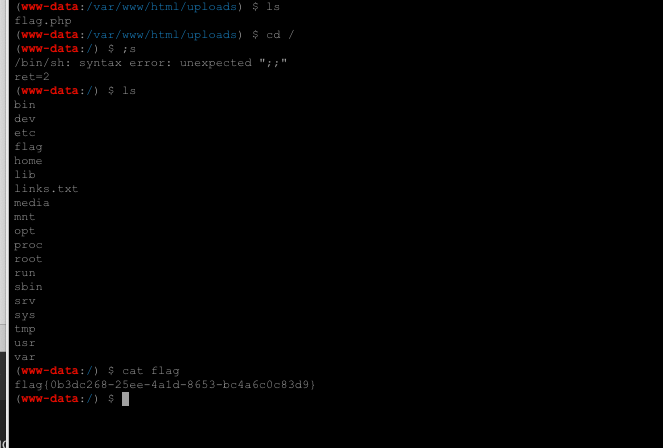 (www-data:/var/www/html/uploads) $ ls
flag.php
(www-data:/var/www/html/uploads) $ cd /
(www-data:/) $ ;s
/bin/sh: syntax error: unexpected ";;"
ret=2
(www-data:/) $ ls
bin
dev
etc
flag
home
lib
links.txt
media
mnt
opt
proc
root
run
sbin
srv
sys
tmp
usr
var
(www-data:/) $ cat flag
flag{0b3dc268-25ee-4a1d-8653-bc4a6c0c83d9}
(www-data:/) $